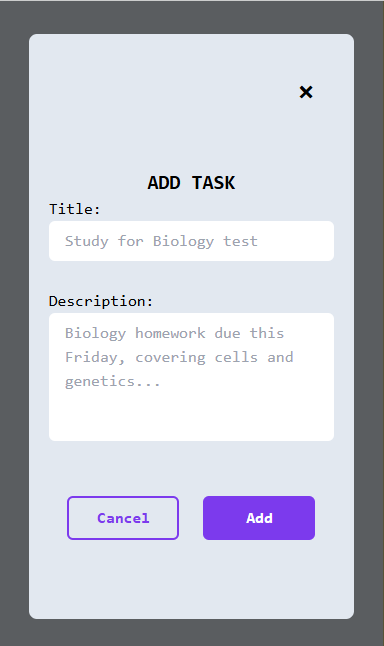 ×
ADD TASK
Title:
Study for Biology test
Description:
Biology homework due this
Friday, covering cells and
genetics...
Cancel
Add